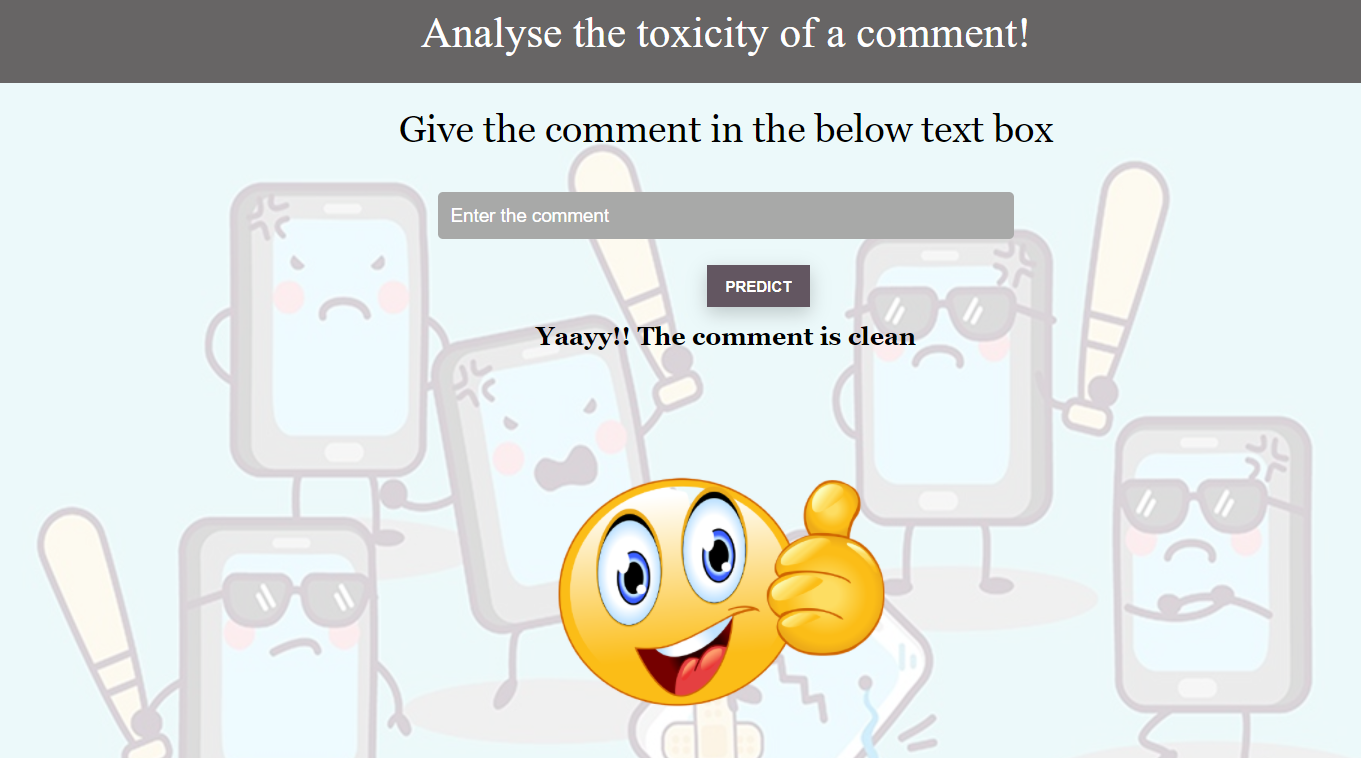 Analyse the toxicity of a comment!
Give the comment in the below text box
Enter the comment
PREDICT
Yaayy!! The comment is clean